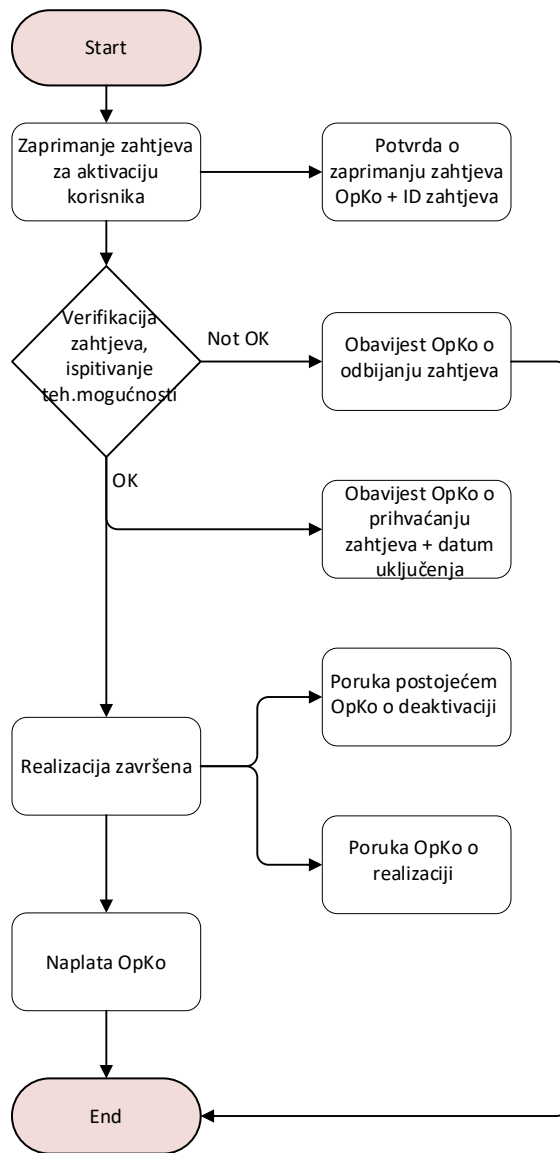 Start
Zaprimanje zahtjeva
za aktivaciju
korisnika
Potvrda o
zaprimanju zahtjeva
OpKo + ID zahtjeva
Verifikacija
zahtjeva,
ispitivanje
teh.mogućnosti
Not OK
Obavijest OpKo o
odbijanju zahtjeva
OK
Obavijest OpKo o
prihvaćanju
zahtjeva + datum
uključenja
Poruka postojećem
OpKo o deaktivaciji
Realizacija završena
Poruka OpKo o
realizaciji
Naplata OpKo
End